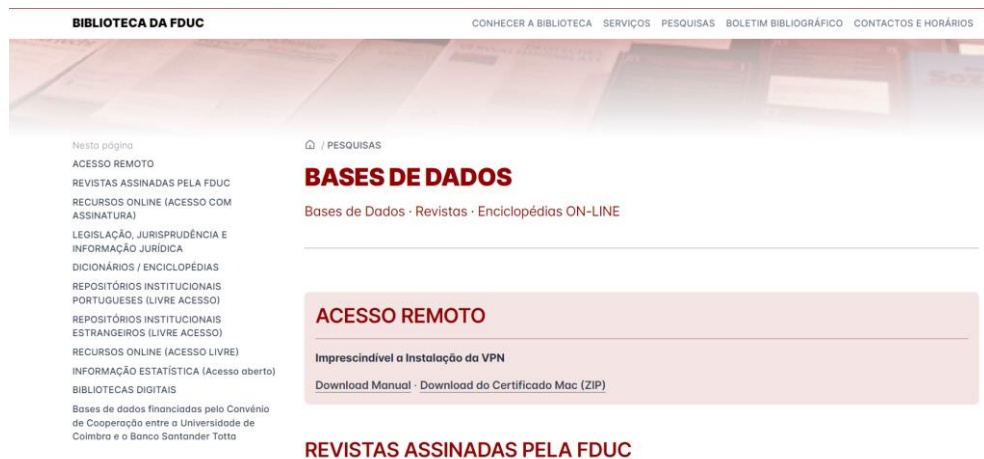 BIBLIOTECA DA FDUC
CONHECER A BIBLIOTECA SERVIÇOS PESQUISAS BOLETIM BIBLIOGRÁFICO CONTACTOS E HORÁRIOS
Nesta página
ACESSO REMOTO
REVISTAS ASSINADAS PELA FDUC
RECURSOS ONLINE (ACESSO COM
ASSINATURA)
LEGISLAÇÃO, JURISPRUDÊNCIA E
INFORMAÇÃO JURÍDICA
DICIONÁRIOS / ENCICLOPÉDIAS
REPOSITÓRIOS INSTITUCIONAIS
PORTUGUESES (LIVRE ACESSO)
REPOSITÓRIOS INSTITUCIONAIS
ESTRANGEIROS (LIVRE ACESSO)
RECURSOS ONLINE (ACESSO LIVRE)
INFORMAÇÃO ESTATÍSTICA (Acesso aberto)
BIBLIOTECAS DIGITAIS
Bases de dados financiadas pelo Convénio
de Cooperação entre a Universidade de
Coimbra e o Banco Santander Totta
/ PESQUISAS
BASES DE DADOS
Bases de Dados · Revistas · Enciclopédias ON-LINE
ACESSO REMOTO
Imprescindível a Instalação da VPN
Download Manual · Download do Certificado Mac (ZIP)
REVISTAS ASSINADAS PELA FDUC